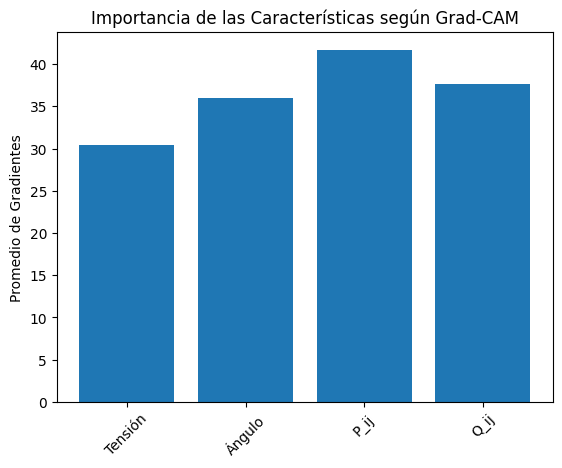 Importancia de las Características según Grad-CAM
Promedio de Gradientes
40
35
30
25
20
15
10
5
0
Tensión
Ángulo
P_ij
Q_ij